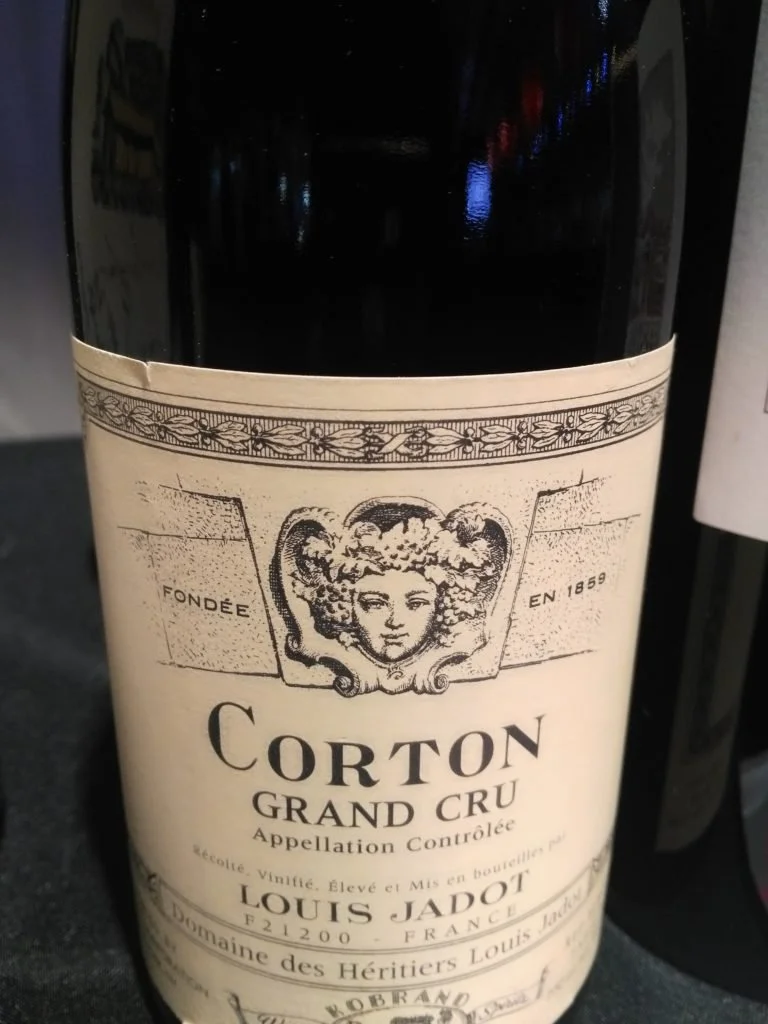 FONDÉE
EN 1859
CORTON
GRAND CRU
Appellation Contrôlée
Récolté, Vinifié, Élevé et Mis en bouteilles par
LOUIS JADOT
F21200 - FRANCE
Domaine des Héritiers Louis Jadot
KOBRAND